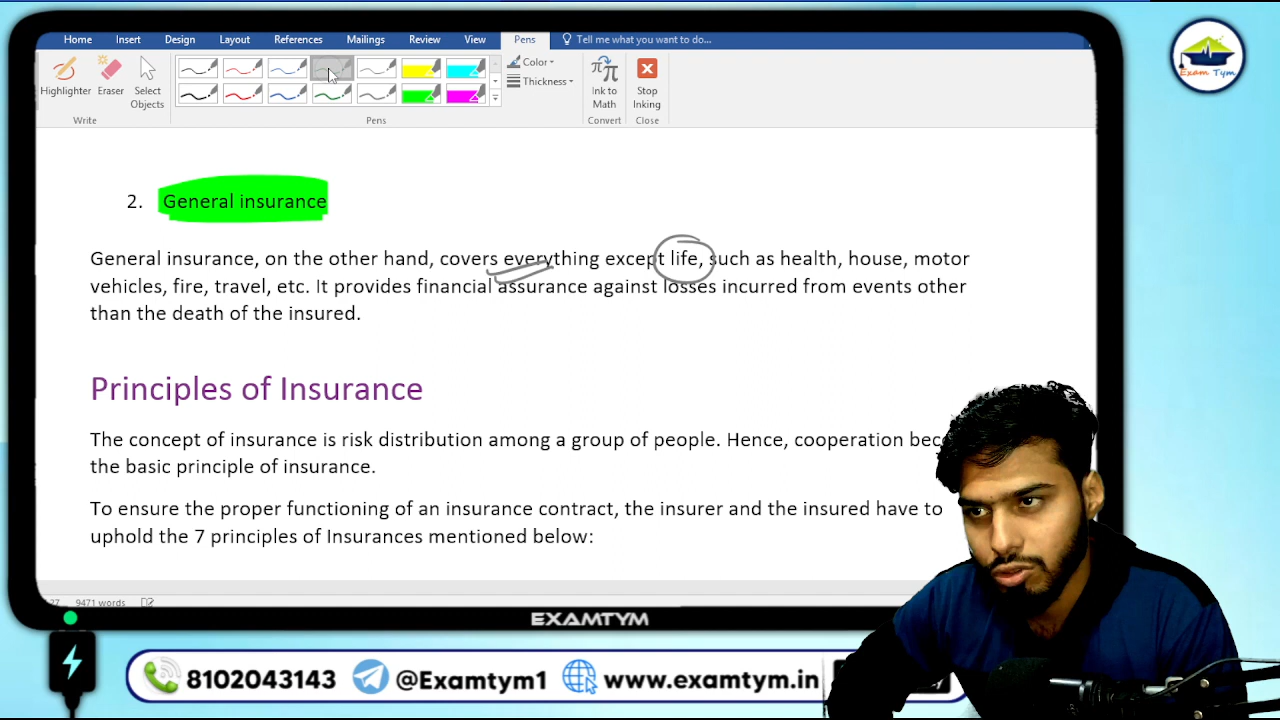 Home Insert Design Layout References Mailings Review View Pens Tell me what you want to do...
Exam Tym
Highlighter Eraser Select Objects
Color
Thickness
Ink to Math
Stop Inking
Write Pens Convert Close
2. General insurance
General insurance, on the other hand, covers everything except life, such as health, house, motor
vehicles, fire, travel, etc. It provides financial assurance against losses incurred from events other
than the death of the insured.
Principles of Insurance
The concept of insurance is risk distribution among a group of people. Hence, cooperation
the basic principle of insurance.
To ensure the proper functioning of an insurance contract, the insurer and the insured have to
uphold the 7 principles of Insurances mentioned below:
9471 words
EXAMTYM
8102043143 @Examtym1 www.examtym.in